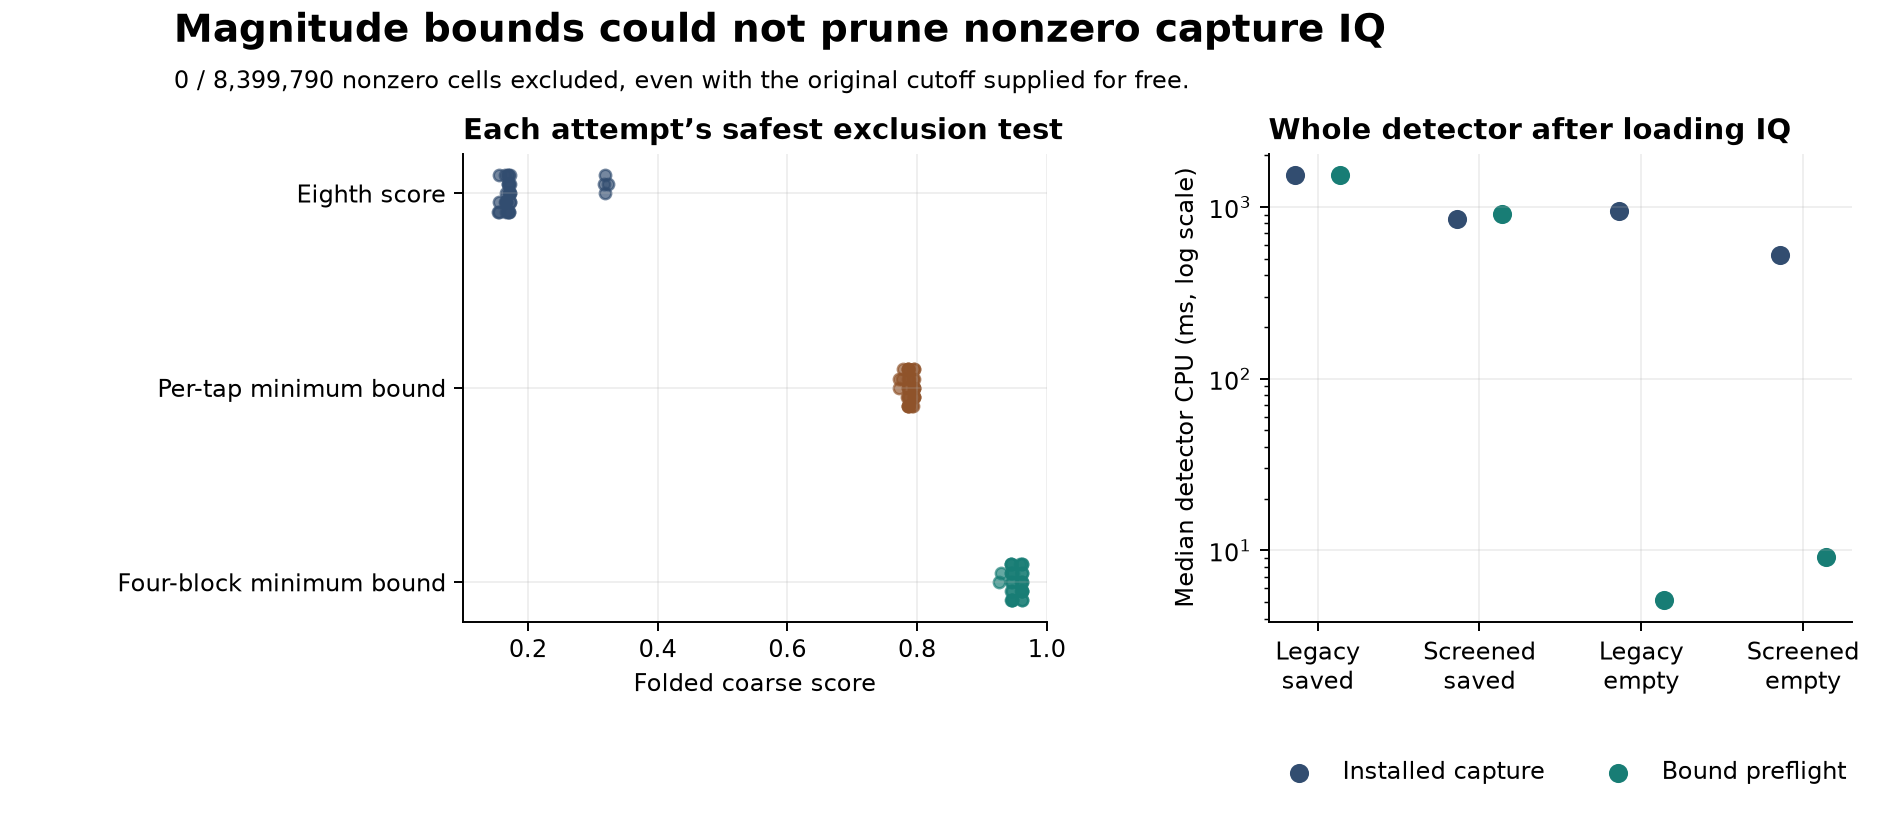 Magnitude bounds could not prune nonzero capture IQ
0 / 8,399,790 nonzero cells excluded, even with the original cutoff supplied for free.
Each attempt’s safest exclusion test
Eighth score
Per-tap minimum bound
Four-block minimum bound
0.2
0.4
0.6
0.8
1.0
Folded coarse score
Whole detector after loading IQ
Median detector CPU (ms, log scale)
10³
10²
10¹
Legacy
saved
Screened
saved
Legacy
empty
Screened
empty
Installed capture
Bound preflight